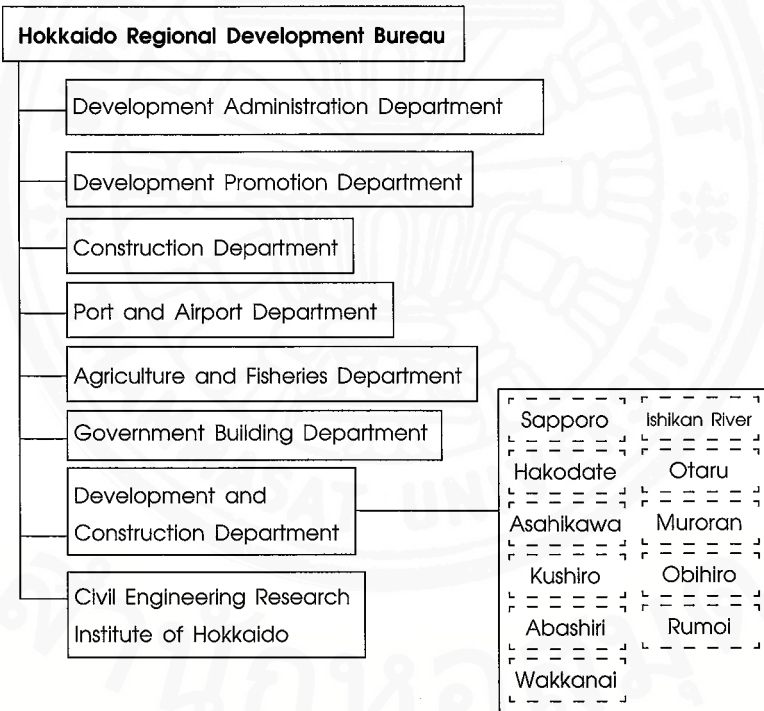 Hokkaido Regional Development Bureau
Development Administration Department
Development Promotion Department
Construction Department
Port and Airport Department
Agriculture and Fisheries Department
Government Building Department
Development and
Construction Department
Civil Engineering Research
Institute of Hokkaido
Sapporo
Ishikan River
Hakodate
Otaru
Asahikawa
Muroran
Kushiro
Obihiro
Abashiri
Rumoi
Wakkanai